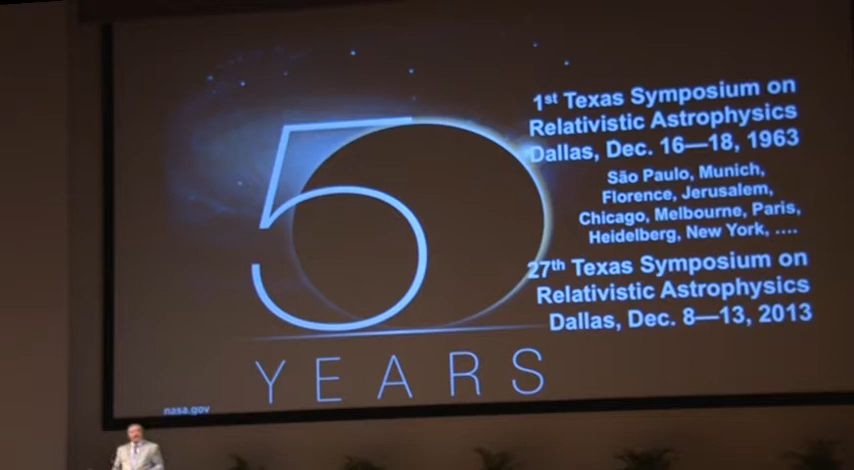 50
YEARS
nasa.gov
1st Texas Symposium on
Relativistic Astrophysics
Dallas, Dec. 16—18, 1963
São Paulo, Munich,
Florence, Jerusalem,
Chicago, Melbourne, Paris,
Heidelberg, New York, ....
27th Texas Symposium on
Relativistic Astrophysics
Dallas, Dec. 8—13, 2013